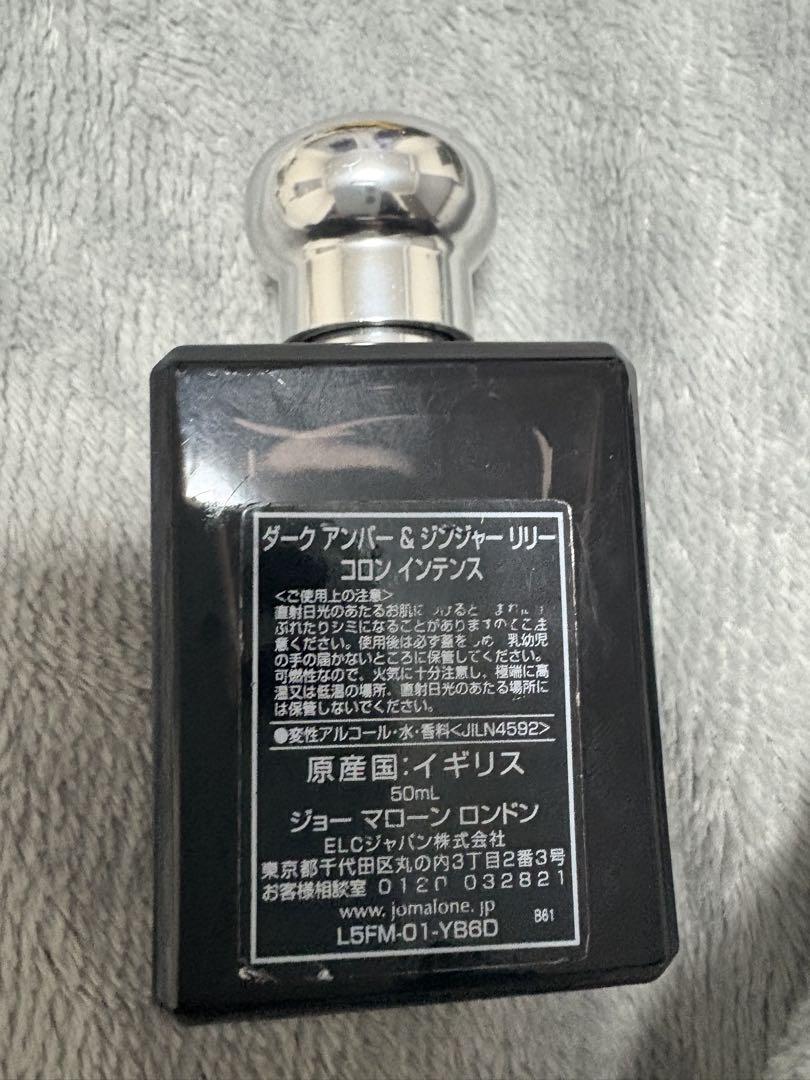 ダーク アンバー & ジンジャー リリー
コロン インテンス
<ご使用上の注意>
直射日光のあたるお肌に つけると まれに
ぶれたりシミになることがありますのでご注
意ください。使用後は必ず蓋をしめ 乳幼児
の手の届かないところに保管してください。
可燃性なので、火気に十分注意し、極端に高
温又は低温の場所、直射日光のあたる場所に
は保管しないでください。
●変性アルコール・水・香料<JILN4592>
原産国:イギリス
50mL
ジョー マローン ロンドン
ELCジャパン株式会社
東京都千代田区丸の内3丁目2番3号
お客様相談室 0120 032821
www. jomalone. jp
B61
L5FM-01-YB6D